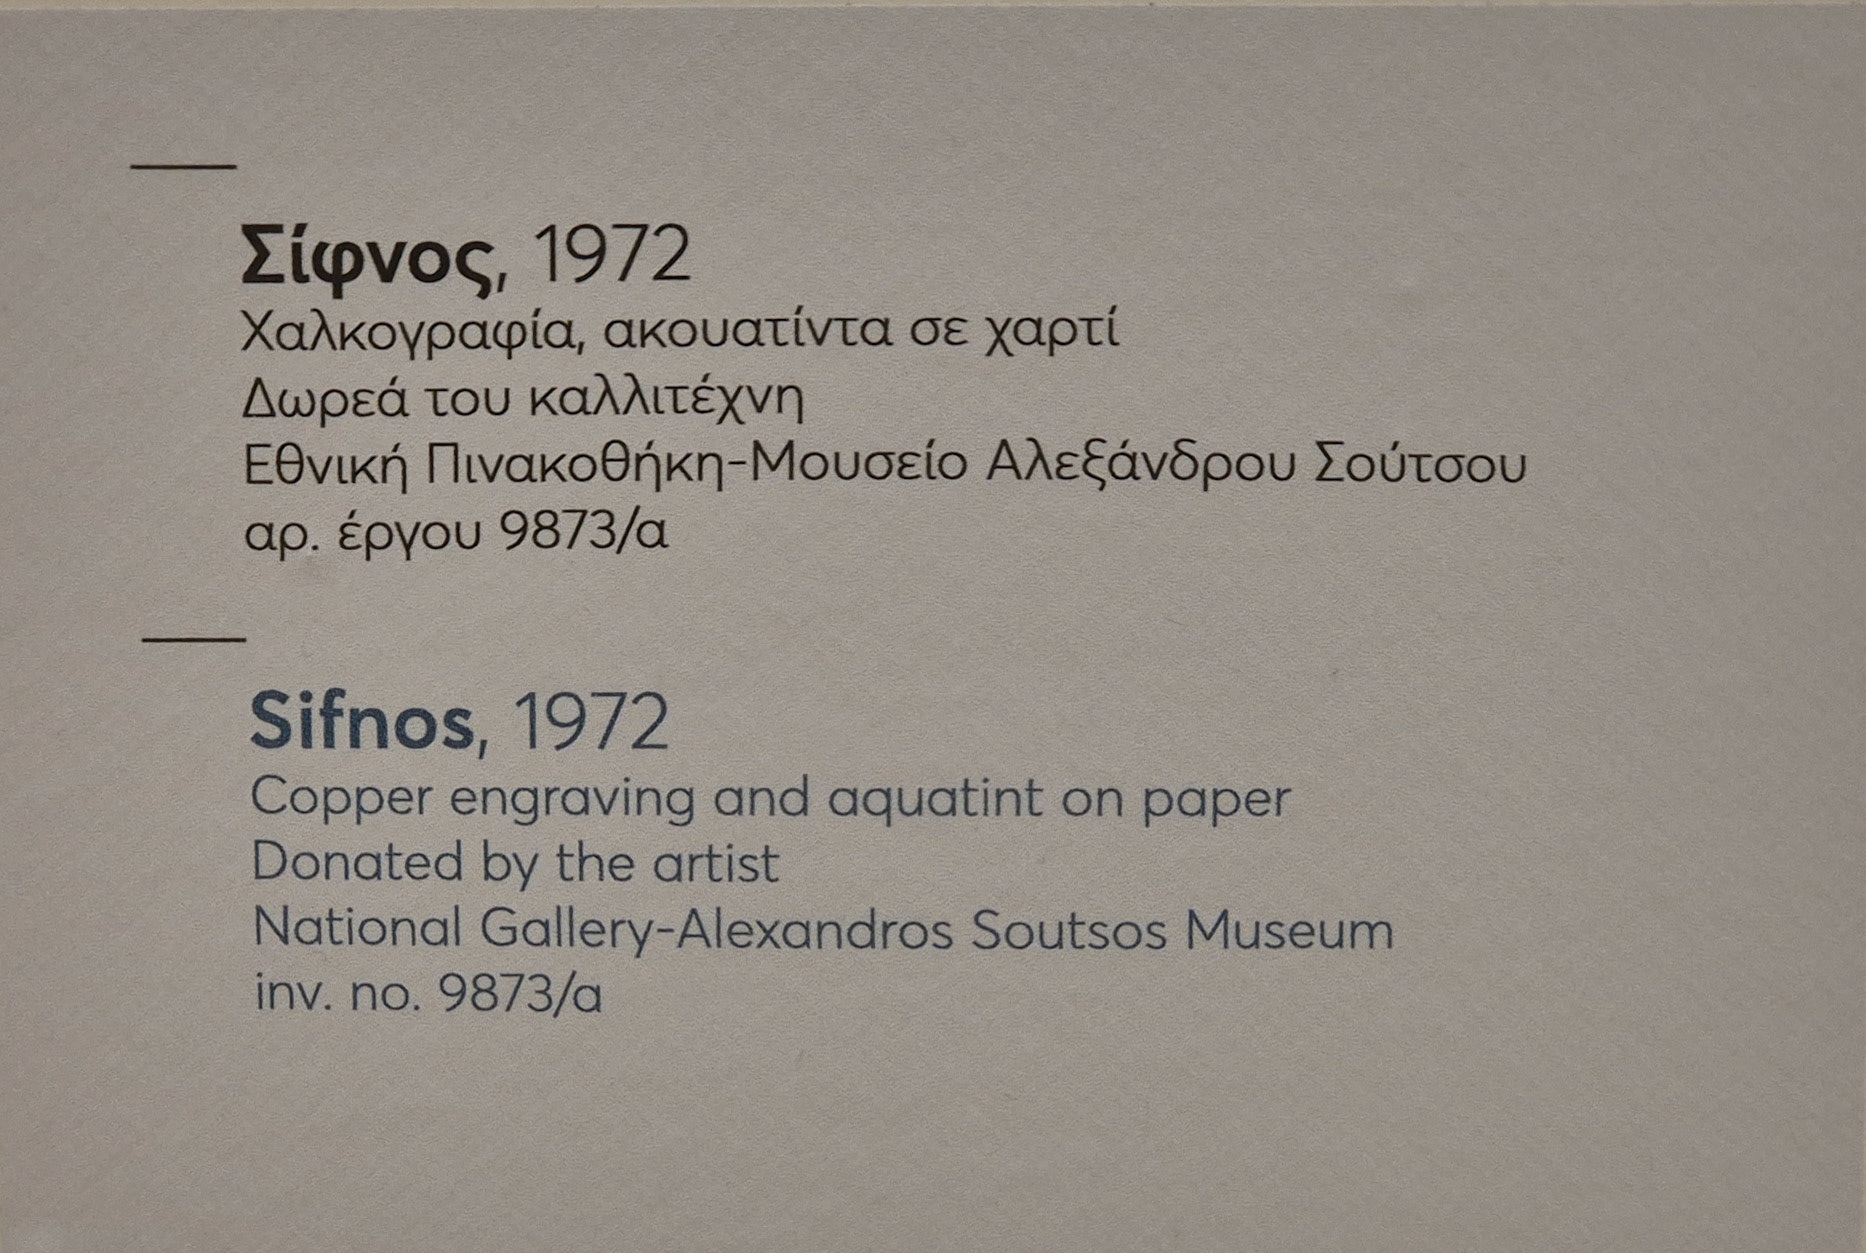 Σίφνος, 1972
Χαλκογραφία, ακουατίντα σε χαρτί
Δωρεά του καλλιτέχνη
Εθνική Πινακοθήκη-Μουσείο Αλεξάνδρου Σούτσου
αρ. έργου 9873/α
Sifnos, 1972
Copper engraving and aquatint on paper
Donated by the artist
National Gallery-Alexandros Soutsos Museum
inv. no. 9873/a